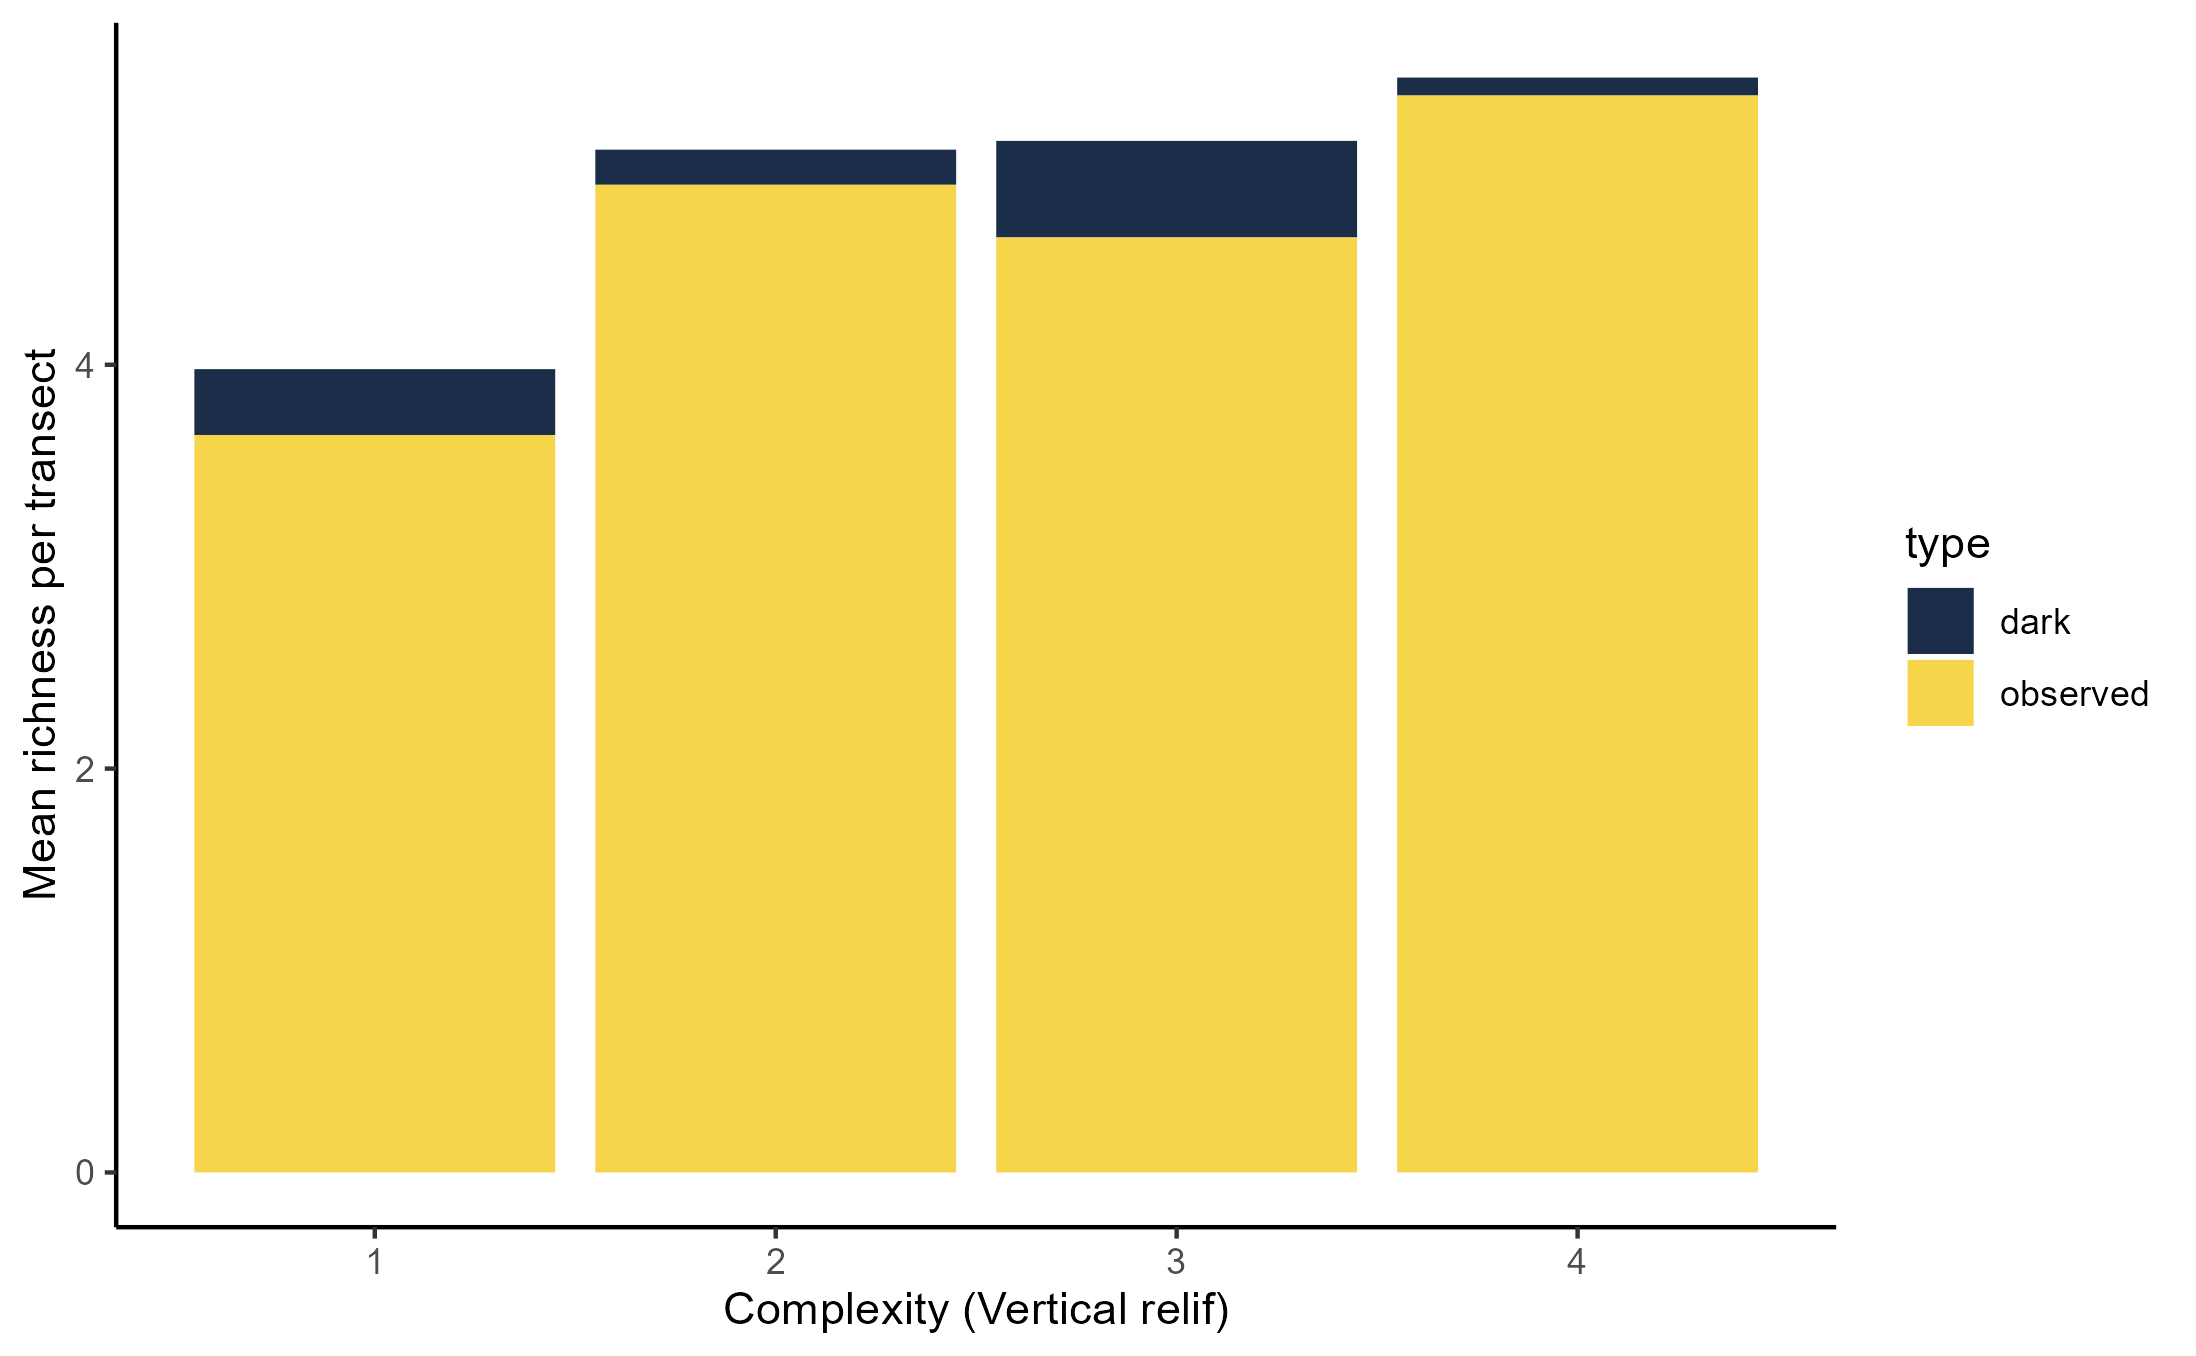 Mean richness per transect
4
2
0
1 2 3 4
Complexity (Vertical relif)
type
dark
observed